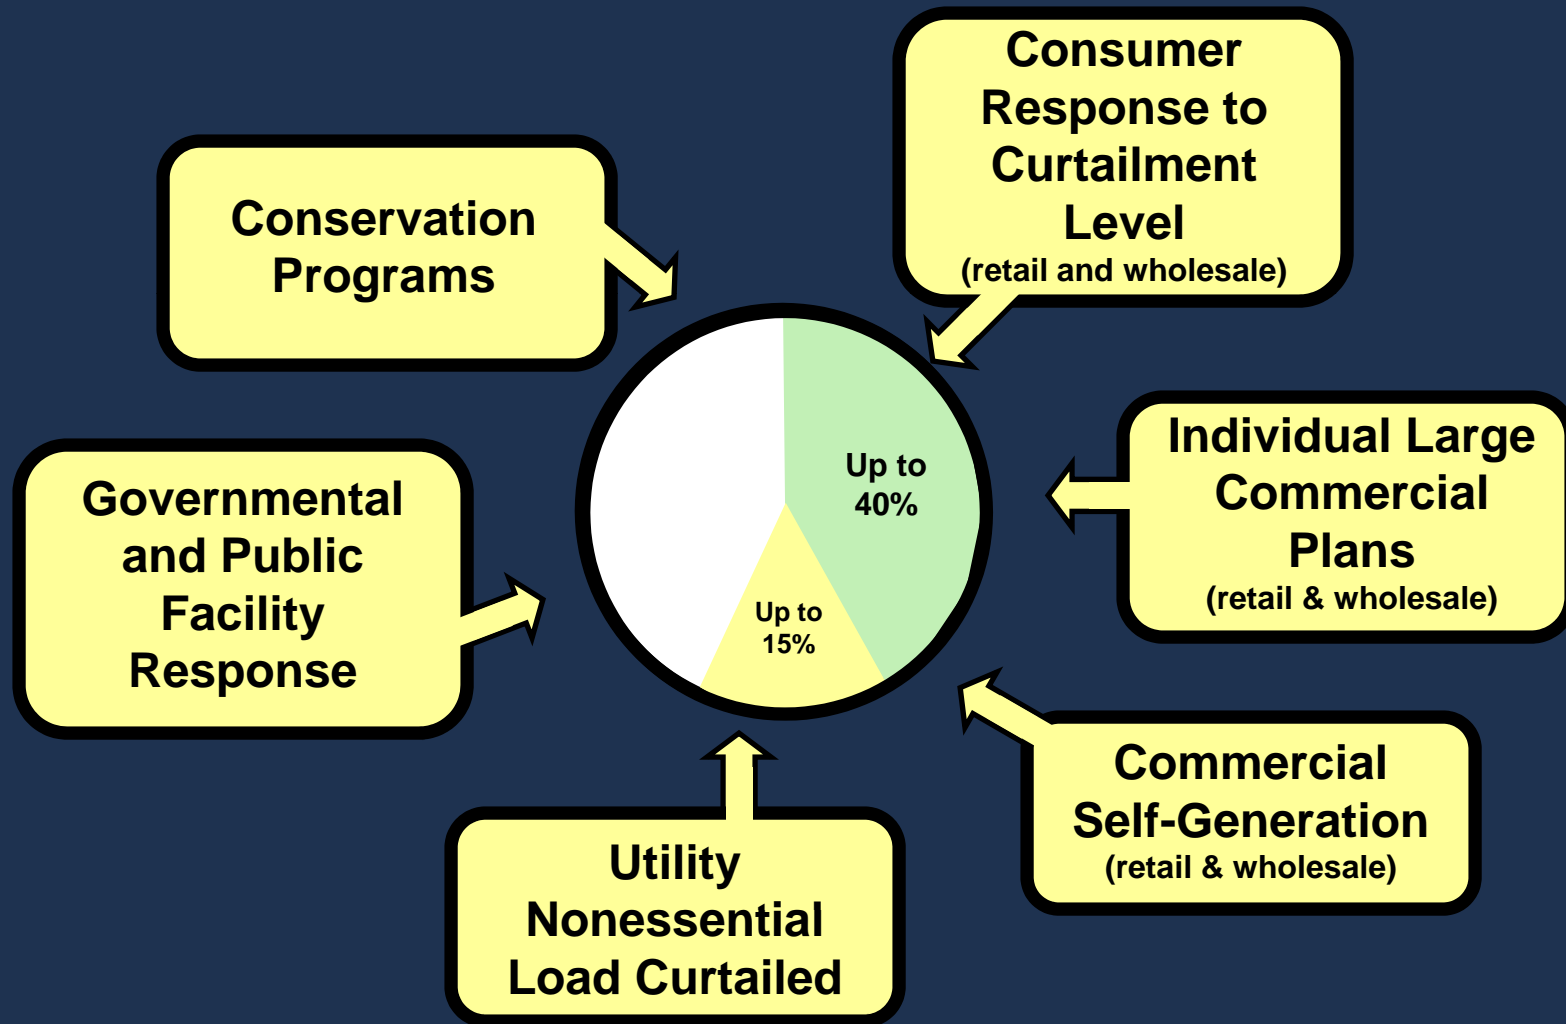 Consumer
Response to
Curtailment
Level
(retail and wholesale)
Conservation
Programs
Individual Large
Commercial
Plans
(retail & wholesale)
Up to
40%
Governmental
and Public
Facility
Response
Up to
15%
Commercial
Self-Generation
(retail & wholesale)
Utility
Nonessential
Load Curtailed